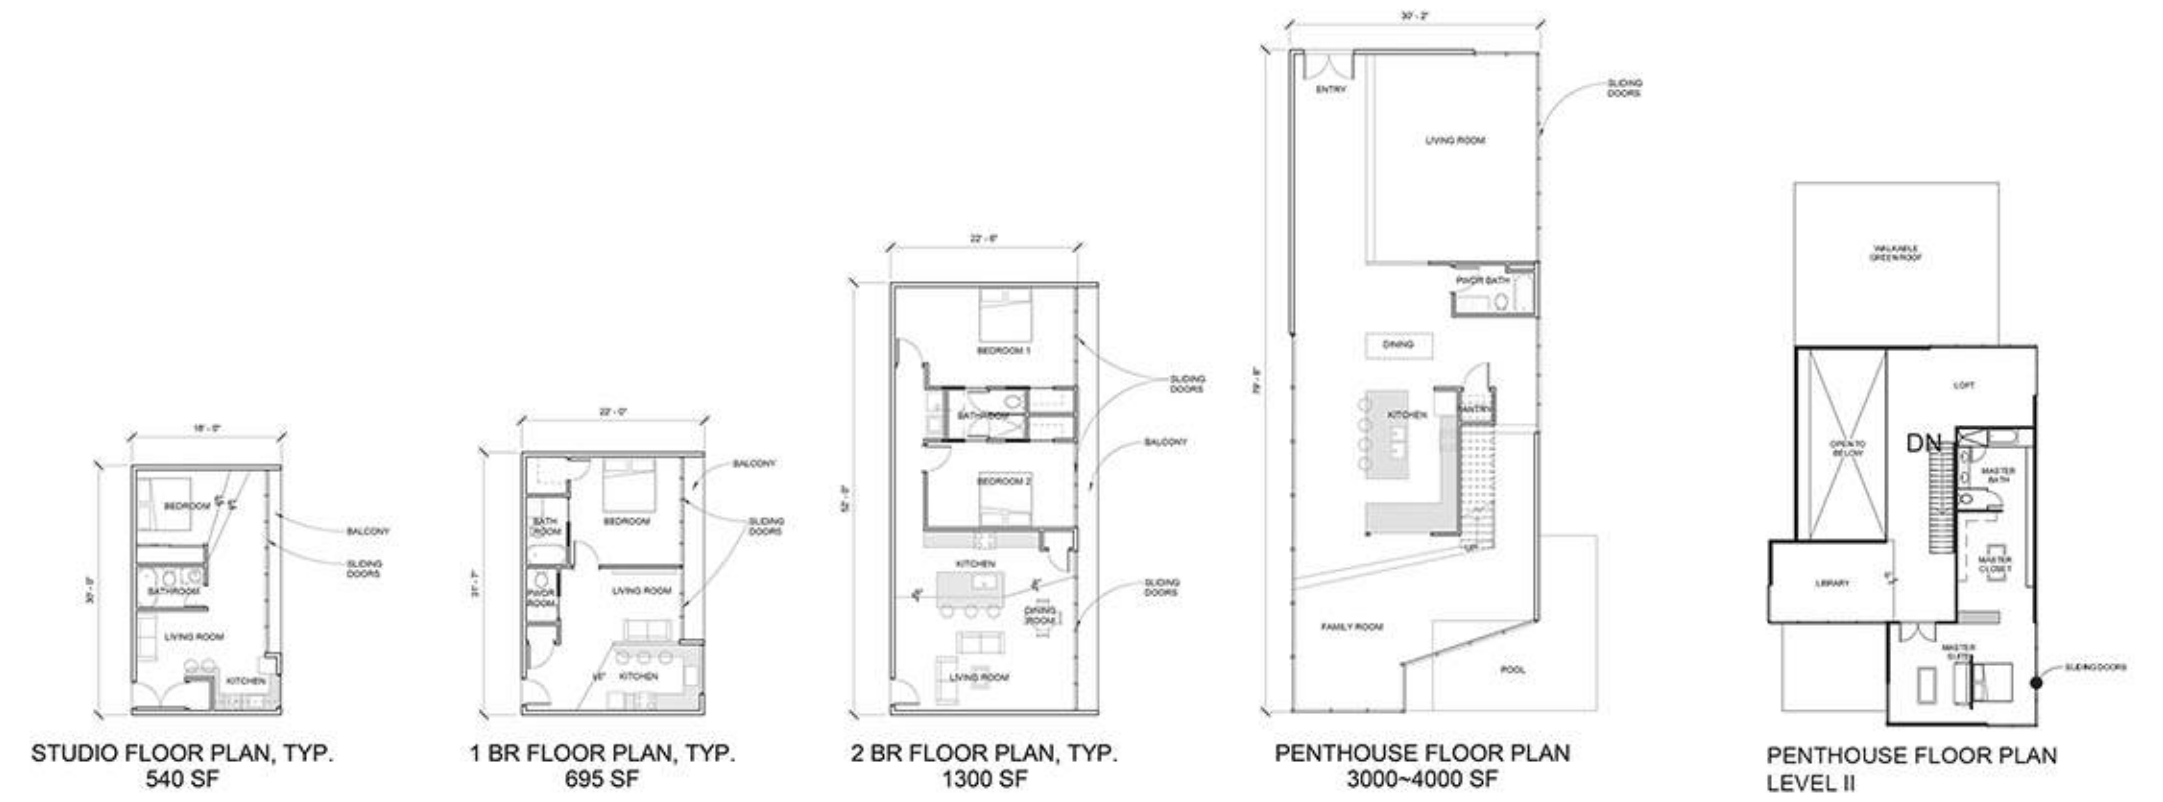 18' - 0"
30' - 0"
BEDROOM
BATHROOM
LIVING ROOM
KITCHEN
BALCONY
SLIDING
DOORS
STUDIO FLOOR PLAN, TYP.
540 SF
22' - 0"
BATH
ROOM
BEDROOM
PWDR
ROOM
LIVING ROOM
KITCHEN
BALCONY
SLIDING
DOORS
1 BR FLOOR PLAN, TYP.
695 SF
22' - 6"
52' - 0"
BEDROOM 1
BATHROOM
BEDROOM 2
KITCHEN
DINING
ROOM
LIVING ROOM
SLIDING
DOORS
BALCONY
SLIDING
DOORS
2 BR FLOOR PLAN, TYP.
1300 SF
30' - 2"
ENTRY
LIVING ROOM
SLIDING
DOORS
PWDR BATH
DINING
KITCHEN
PANTRY
UP
FAMILY ROOM
POOL
PENTHOUSE FLOOR PLAN
3000~4000 SF
WALKABLE
GREEN ROOF
LOFT
OPEN TO
BELOW
DN
MASTER
BATH
MASTER
CLOSET
LIBRARY
MASTER
SUITE
SLIDING DOORS
PENTHOUSE FLOOR PLAN
LEVEL II